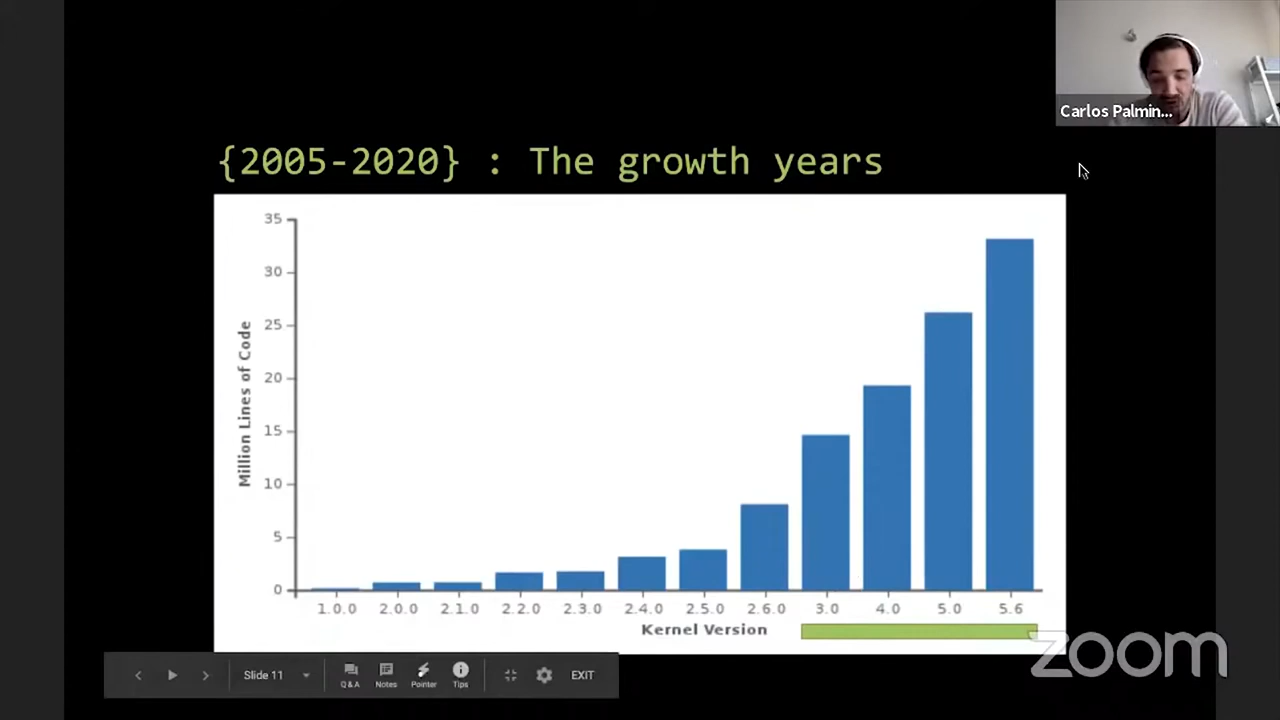 Carlos Palmin...
{2005-2020} : The growth years
35
30
25
20
15
10
5
0
Million Lines of Code
1.0.0 2.0.0 2.1.0 2.2.0 2.3.0 2.4.0 2.5.0 2.6.0 3.0 4.0 5.0 5.6
Kernel Version
zoom
Slide 11
Q&A Notes Pointer Tips
EXIT